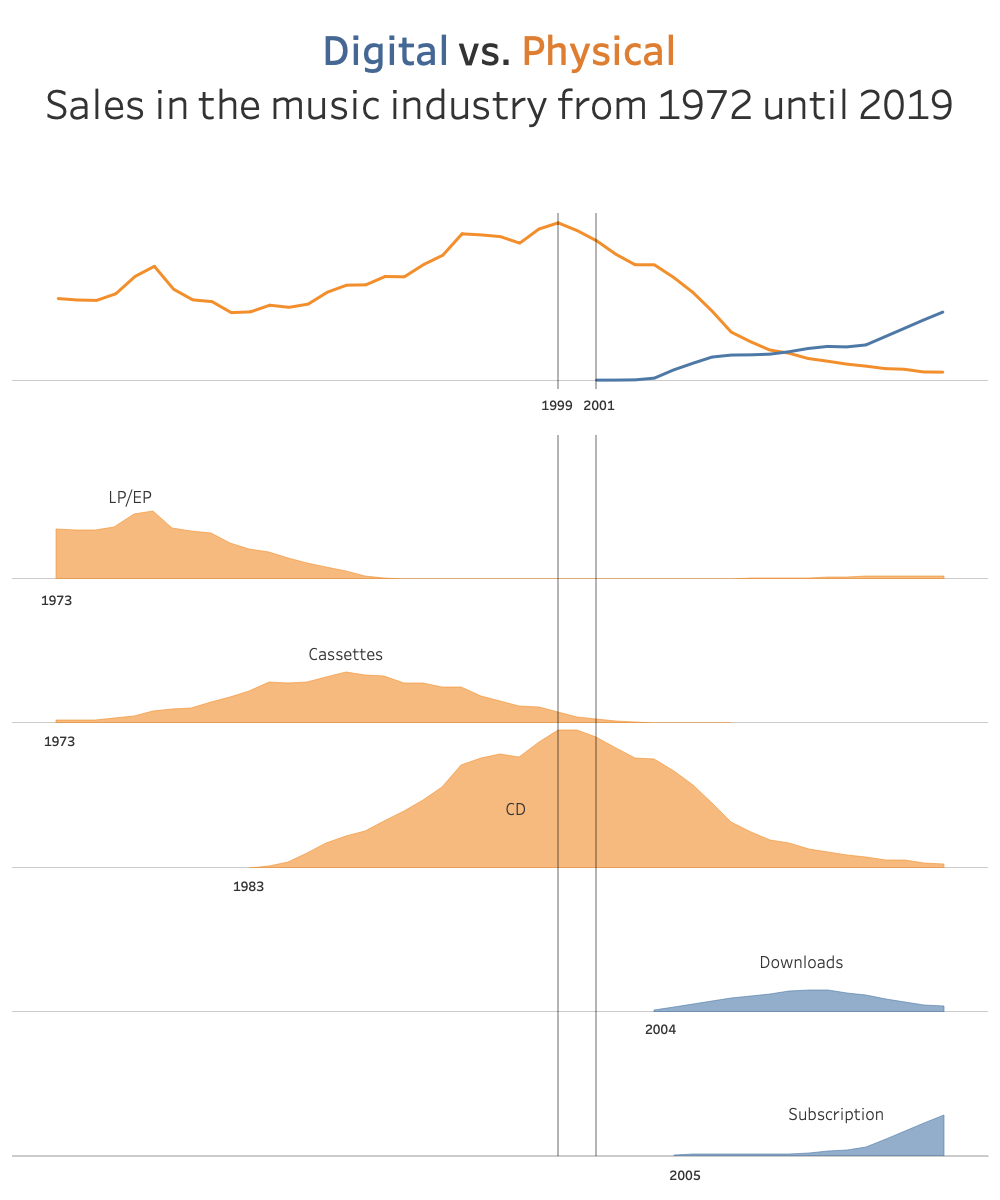 Digital vs. Physical
Sales in the music industry from 1972 until 2019
1999 2001
LP/EP
1973
Cassettes
1973
CD
1983
Downloads
2004
Subscription
2005